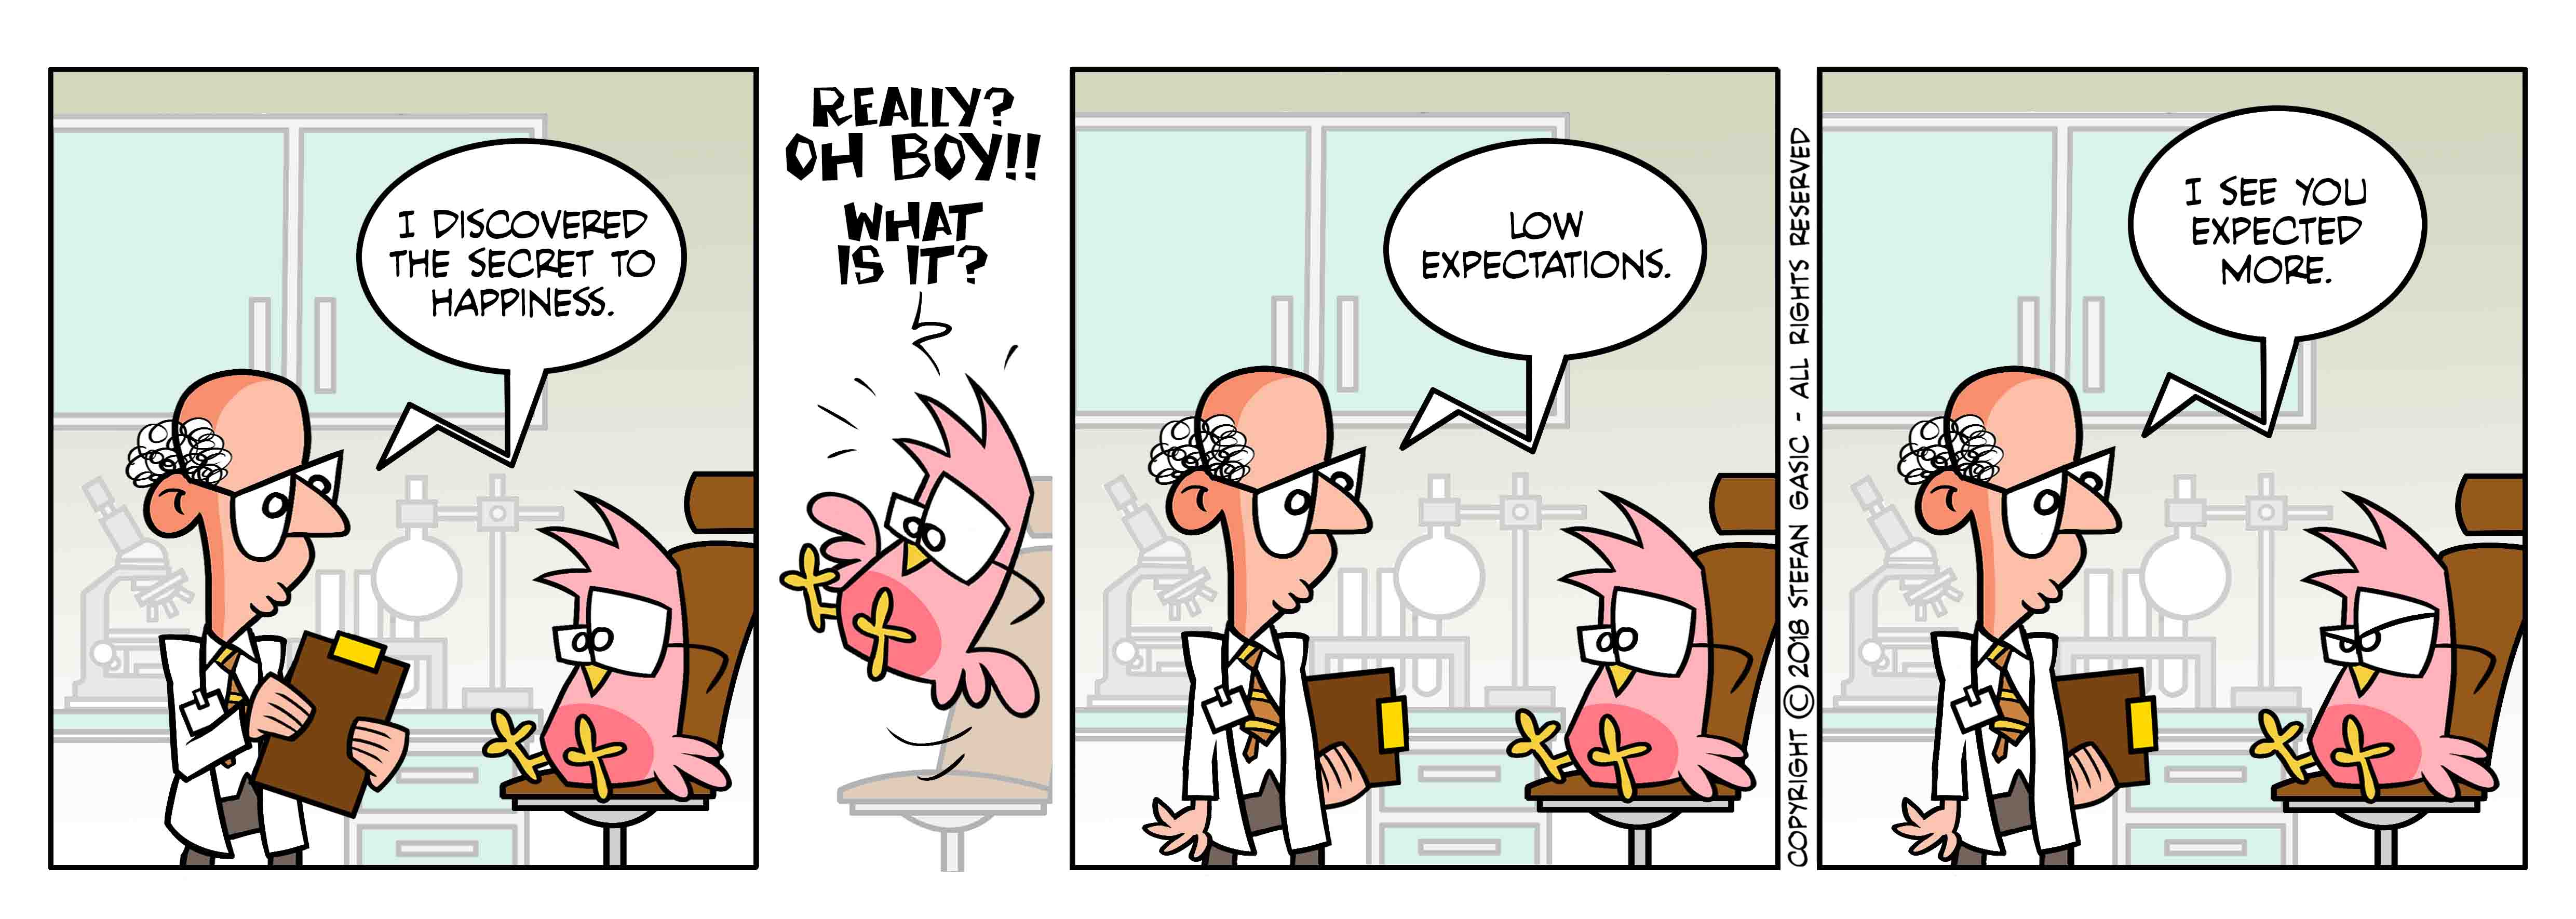 I DISCOVERED
THE SECRET TO
HAPPINESS.
REALLY?
OH BOY!!
WHAT
IS IT?
LOW
EXPECTATIONS.
COPYRIGHT © 2018 STEFAN GASIC - ALL RIGHTS RESERVED
I SEE YOU
EXPECTED
MORE.